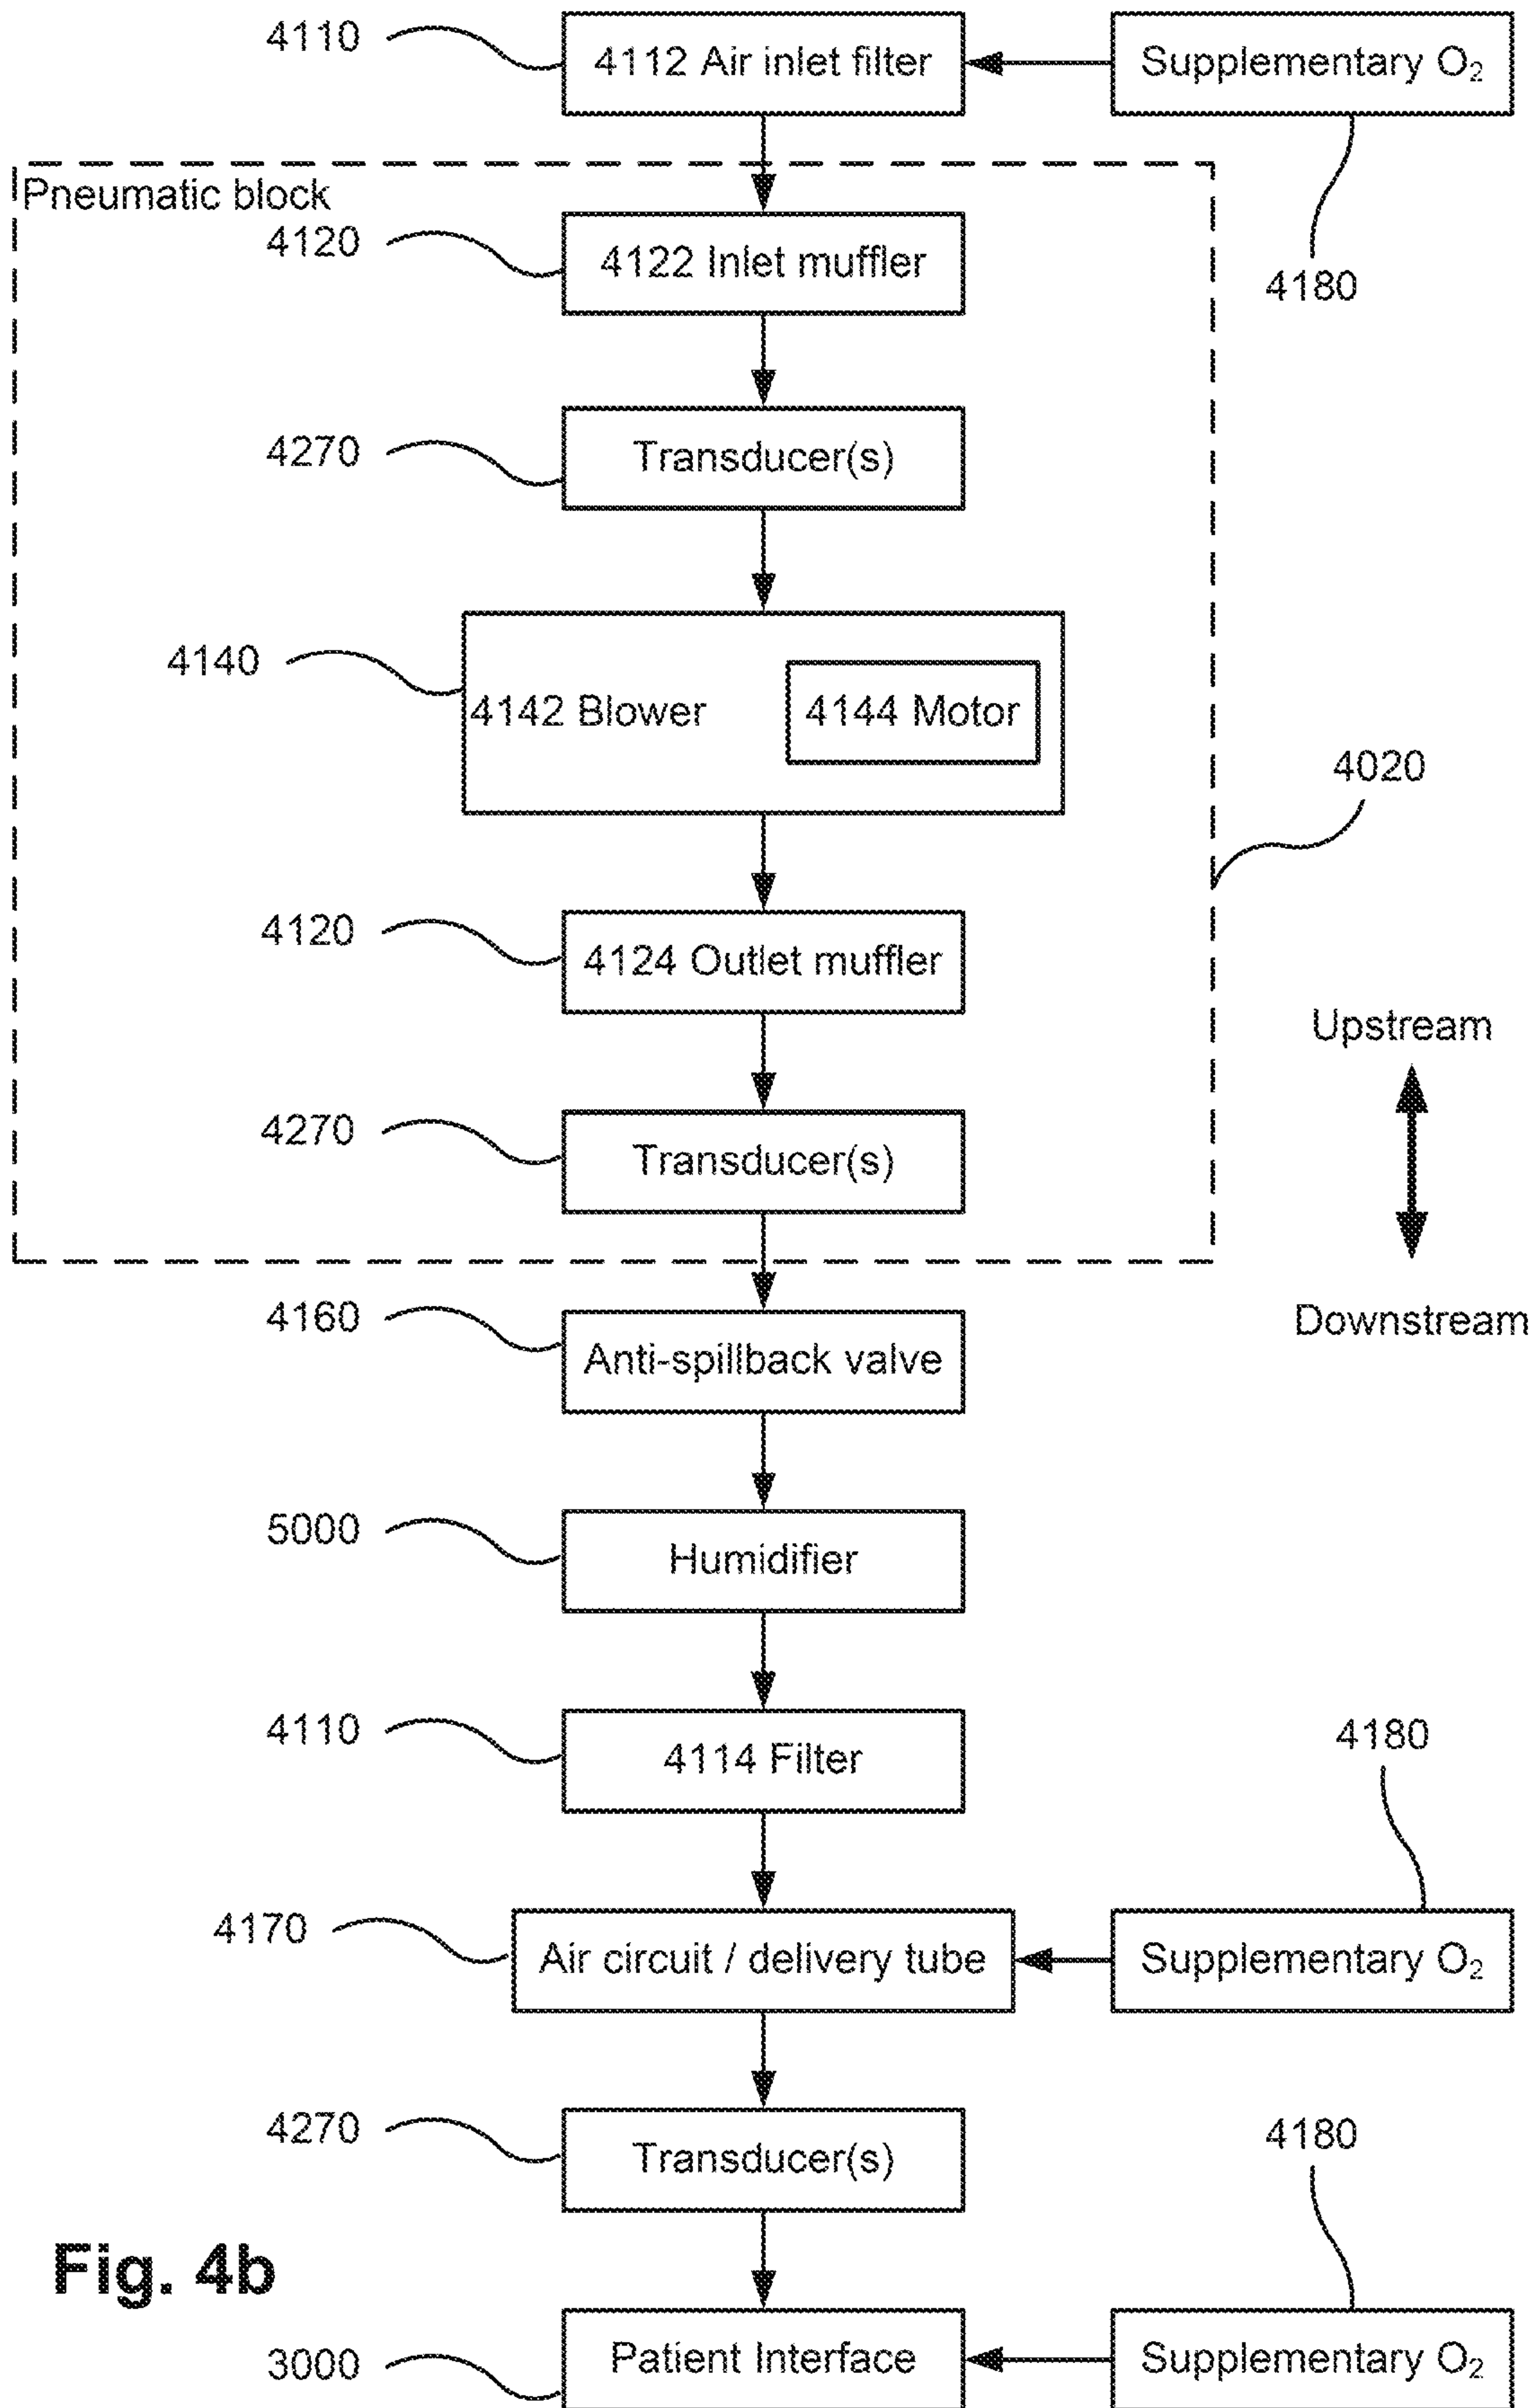 4110
4112 Air inlet filter
Supplementary O₂
Pneumatic block
4120
4122 Inlet muffler
4180
4270
Transducer(s)
4140
4142 Blower
4144 Motor
4020
4120
4124 Outlet muffler
Upstream
4270
Transducer(s)
4160
Anti-spillback valve
Downstream
5000
Humidifier
4110
4114 Filter
4180
4170
Air circuit / delivery tube
Supplementary O₂
4270
Transducer(s)
4180
Fig. 4b
3000
Patient Interface
Supplementary O₂